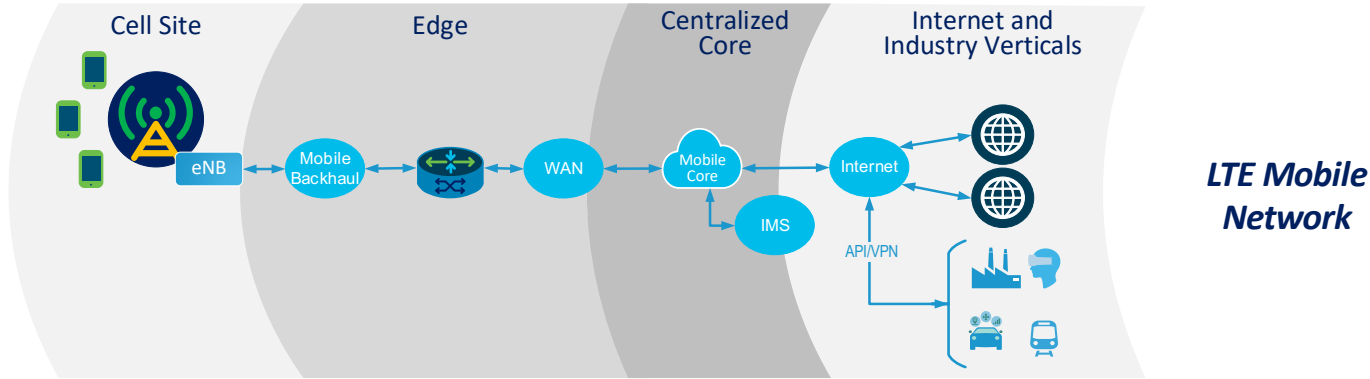 Cell Site
Edge
Centralized
Core
Internet and
Industry Verticals
eNB
Mobile
Backhaul
WAN
Mobile
Core
Internet
IMS
API/VPN
LTE Mobile
Network